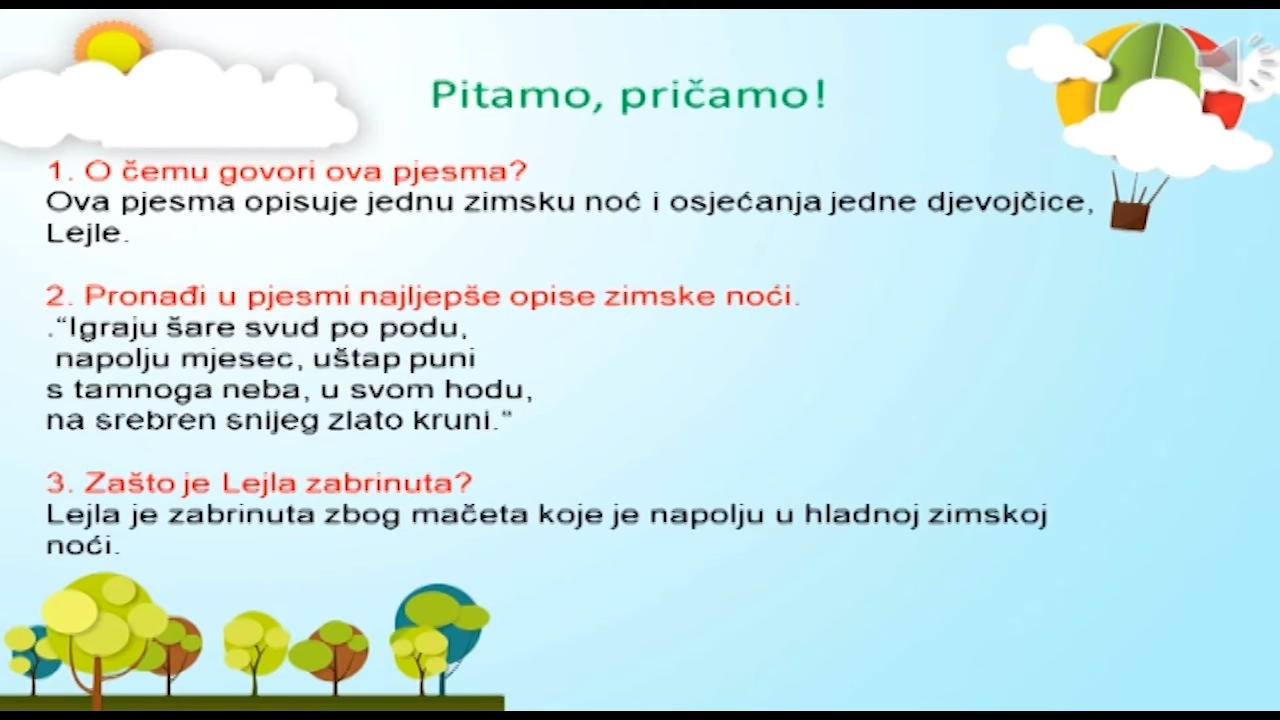 Pitamo, pričamo!
1. O čemu govori ova pjesma?
Ova pjesma opisuje jednu zimsku noć i osjećanja jedne djevojčice,
Lejle.
2. Pronađi u pjesmi najljepše opise zimske noći.
.“Igraju šare svud po podu,
napolju mjesec, uštap puni
s tamnoga neba, u svom hodu,
na srebren snijeg zlato kruni.“
3. Zašto je Lejla zabrinuta?
Lejla je zabrinuta zbog mačeta koje je napolju u hladnoj zimskoj
noći.